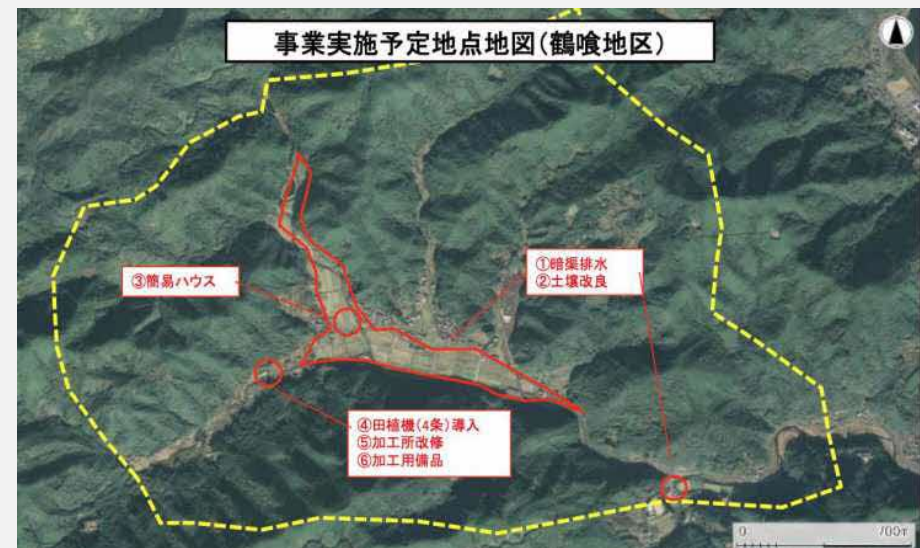 事業実施予定地点地図(鶴喰地区)
①暗渠排水
②土壌改良
③簡易ハウス
④田植機(4条)導入
⑤加工所改修
⑥加工用備品
0 700m